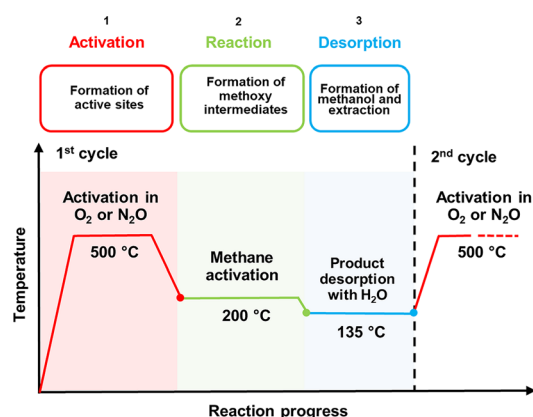 1
2
3
Activation
Reaction
Desorption
Formation of
active sites
Formation of
methoxy
intermediates
Formation of
methanol and
extraction
1st cycle
2nd cycle
Activation in
O2 or N2O
500 °C
Methane
activation
200 °C
Product
desorption
with H2O
135 °C
Activation in
O2 or N2O
500 °C
Temperature
Reaction progress